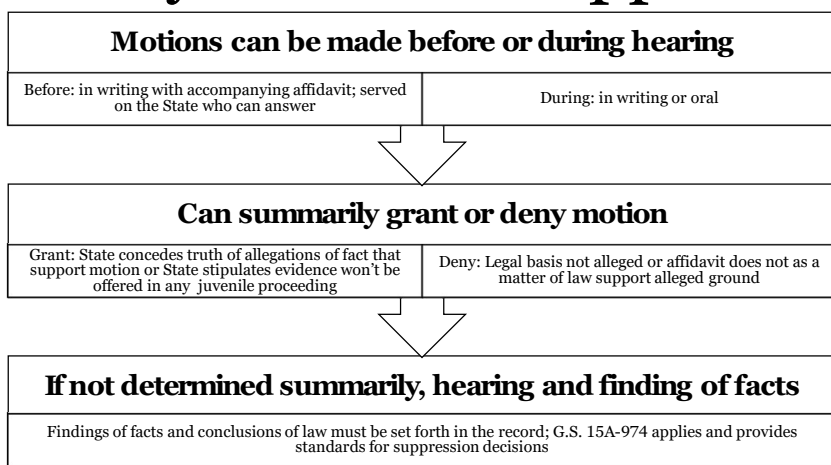 Motions can be made before or during hearing
Before: in writing with accompanying affidavit; served
on the State who can answer
During: in writing or oral
Can summarily grant or deny motion
Grant: State concedes truth of allegations of fact that
support motion or State stipulates evidence won't be
offered in any juvenile proceeding
Deny: Legal basis not alleged or affidavit does not as a
matter of law support alleged ground
If not determined summarily, hearing and finding of facts
Findings of facts and conclusions of law must be set forth in the record; G.S. 15A-974 applies and provides
standards for suppression decisions